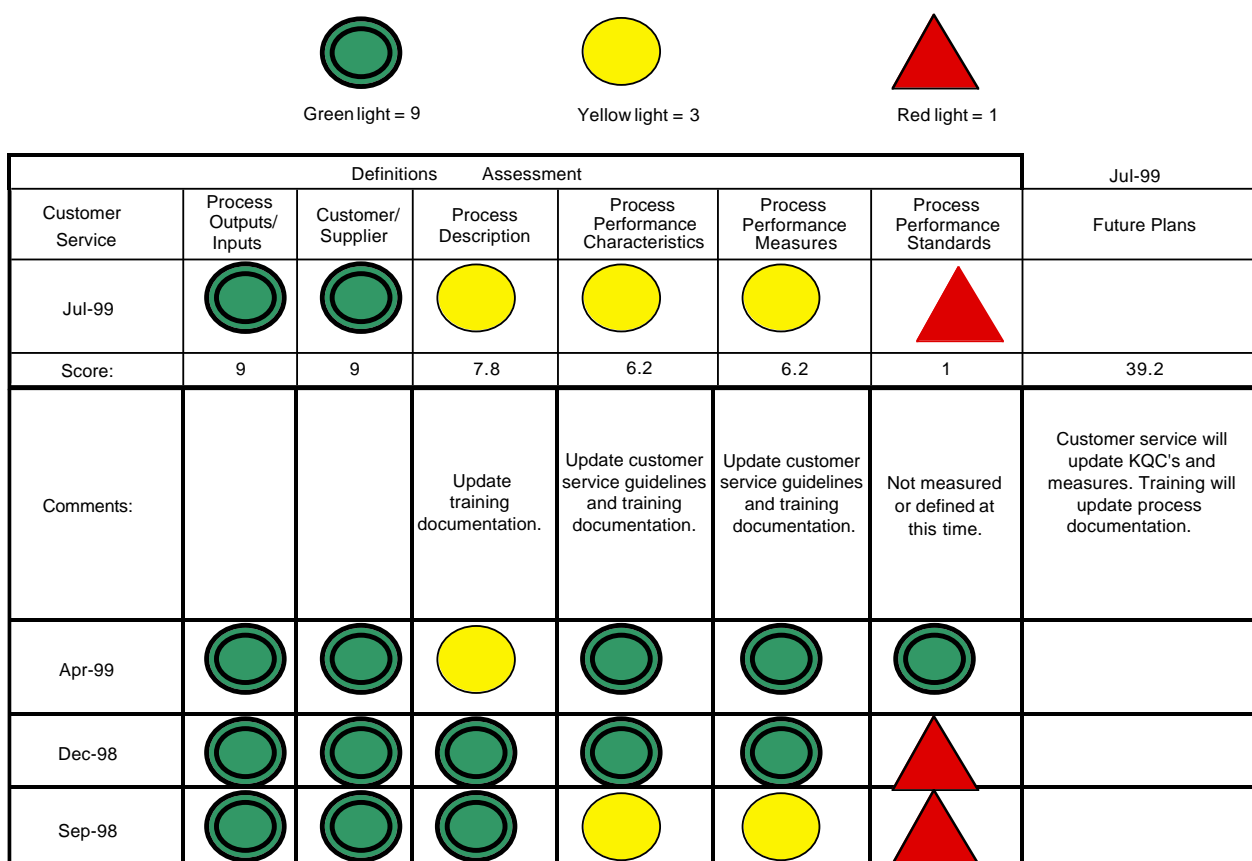 Green light = 9
Yellow light = 3
Red light = 1
Definitions Assessment
Jul-99
Customer
Service
Process
Outputs/
Inputs
Customer/
Supplier
Process
Description
Process
Performance
Characteristics
Process
Performance
Measures
Process
Performance
Standards
Future Plans
Jul-99
Score:
9
9
7.8
6.2
6.2
1
39.2
Comments:
Update
training
documentation.
Update customer
service guidelines
and training
documentation.
Update customer
service guidelines
and training
documentation.
Not measured
or defined at
this time.
Customer service will
update KQC's and
measures. Training will
update process
documentation.
Apr-99
Dec-98
Sep-98